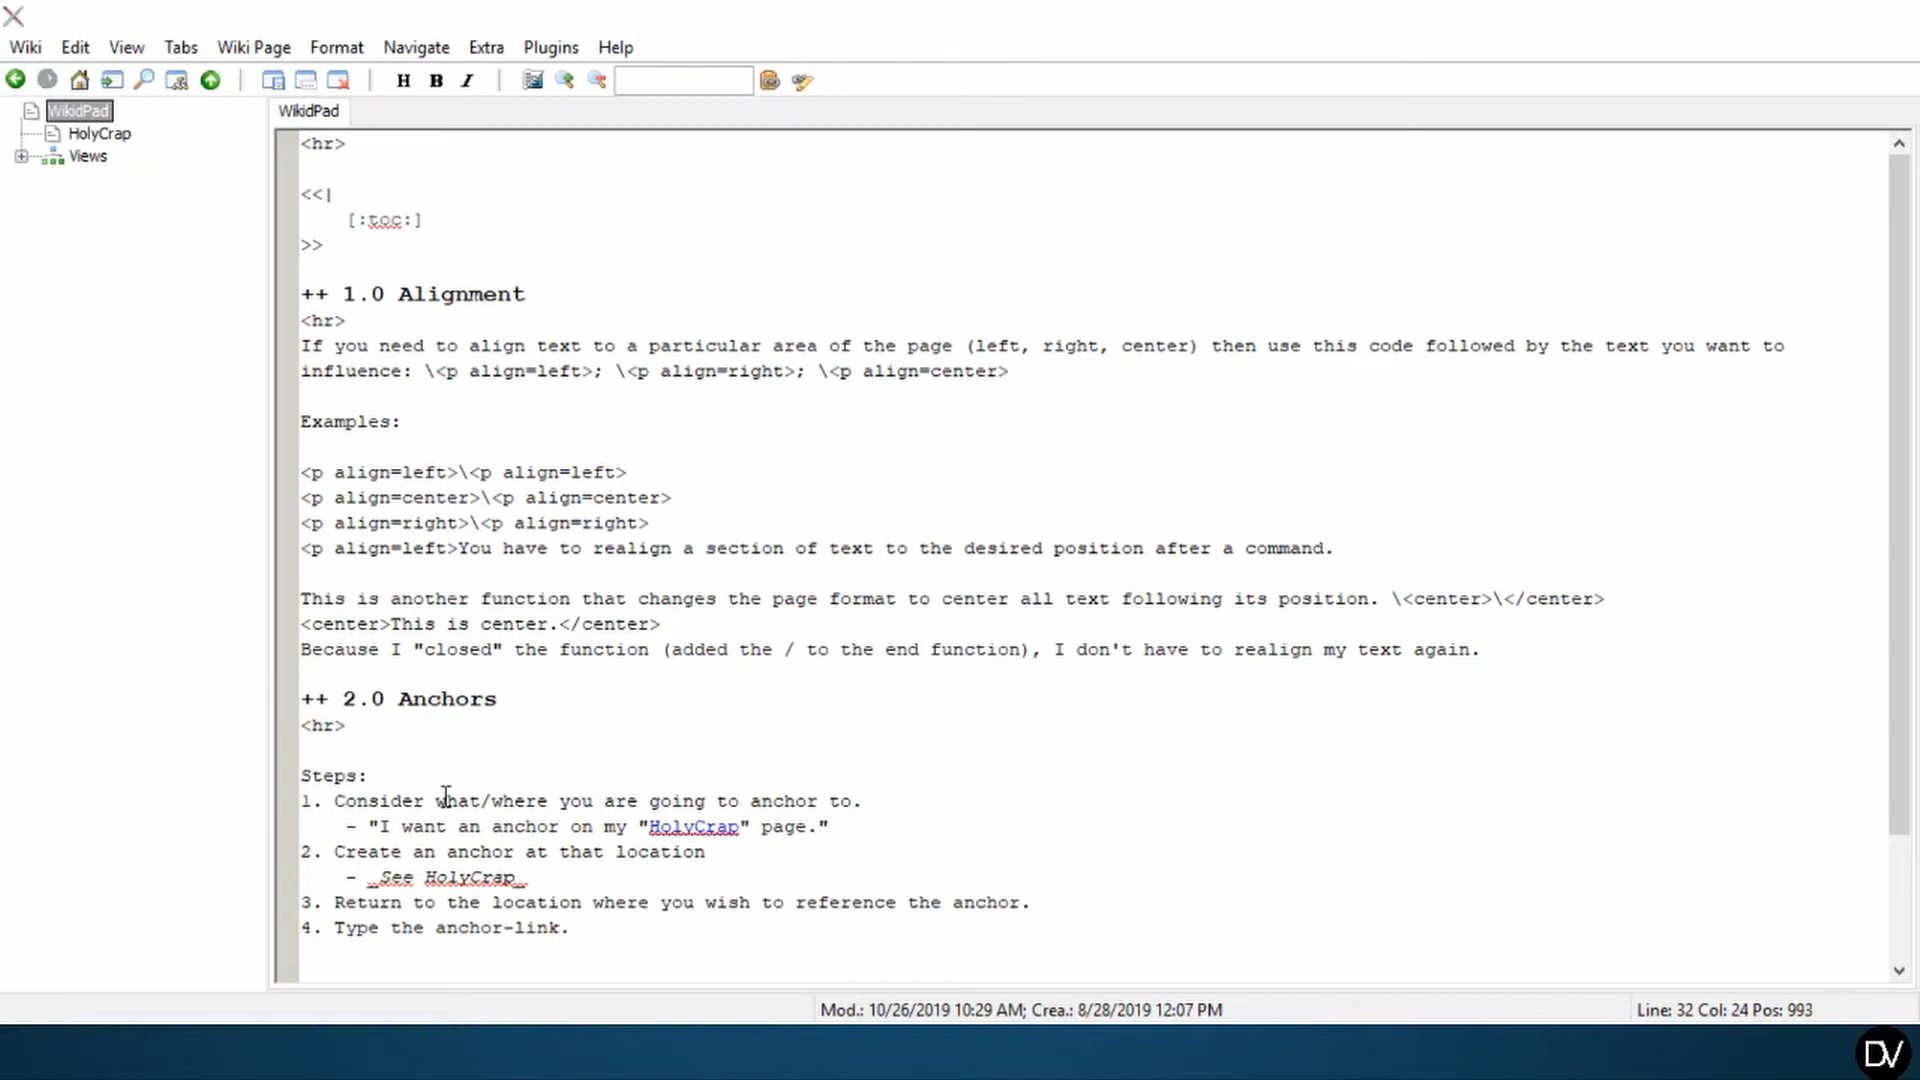 Wiki Edit View Tabs Wiki Page Format Navigate Extra Plugins Help
H B I
WikidPad
HolyCrap
Views
WikidPad
<hr>
<<|
[:toc:]
>>
++ 1.0 Alignment
<hr>
If you need to align text to a particular area of the page (left, right, center) then use this code followed by the text you want to
influence: \<p align=left>; \<p align=right>; \<p align=center>
Examples:
<p align=left>\<p align=left>
<p align=center>\<p align=center>
<p align=right>\<p align=right>
<p align=left>You have to realign a section of text to the desired position after a command.
This is another function that changes the page format to center all text following its position. \<center>\</center>
<center>This is center.</center>
Because I "closed" the function (added the / to the end function), I don't have to realign my text again.
++ 2.0 Anchors
<hr>
Steps:
1. Consider what/where you are going to anchor to.
- "I want an anchor on my "HolyCrap" page."
2. Create an anchor at that location
- _See HolyCrap_
3. Return to the location where you wish to reference the anchor.
4. Type the anchor-link.
Mod.: 10/26/2019 10:29 AM; Crea.: 8/28/2019 12:07 PM
Line: 32 Col: 24 Pos: 993
DV